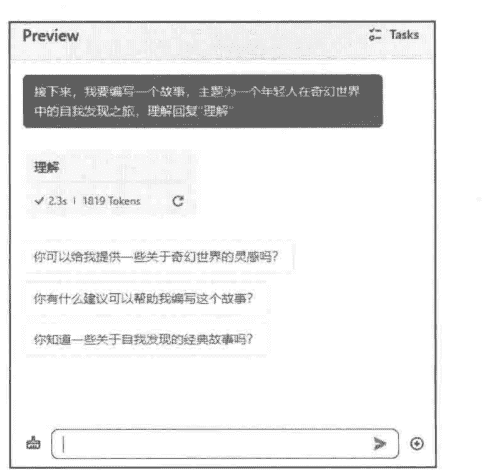 Preview
Tasks
接下来，我要编写一个故事，主题为一个年轻人在奇幻世界
中的自我发现之旅，理解回复“理解”
理解
2.3s | 1819 Tokens
你可以给我提供一些关于奇幻世界的灵感吗？
你有什么建议可以帮助我编写这个故事？
你知道一些关于自我发现的经典故事吗？